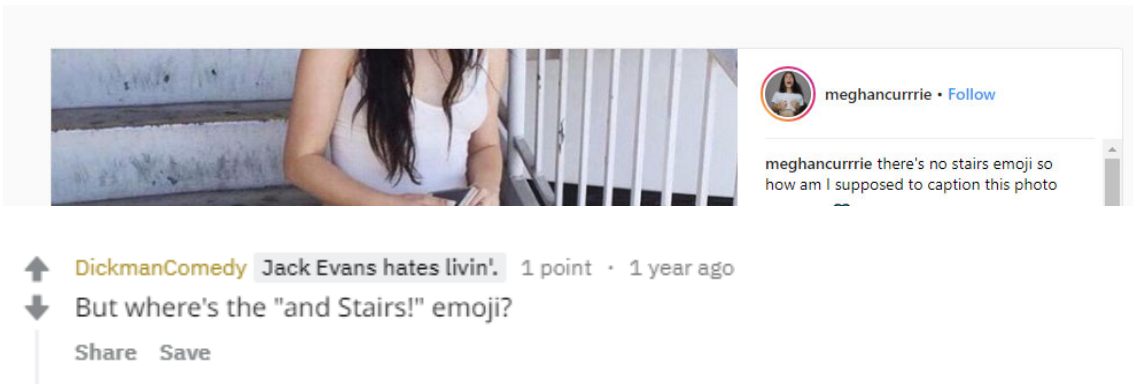 meghancurrrie • Follow
meghancurrrie there's no stairs emoji so
how am I supposed to caption this photo
DickmanComedy Jack Evans hates livin'. 1 point · 1 year ago
But where's the "and Stairs!" emoji?
Share Save